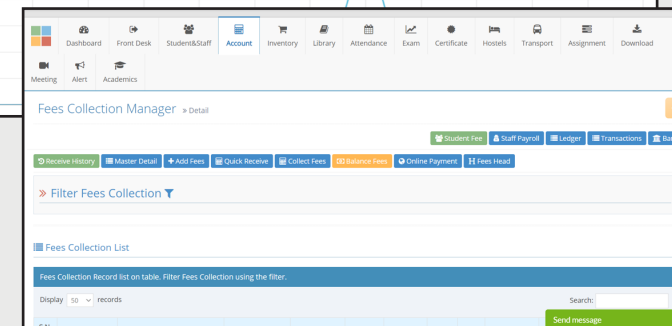 Dashboard Front Desk Student&Staff Account Inventory Library Attendance Exam Certificate Hostels Transport Assignment Download
Meeting Alert Academics
Fees Collection Manager » Detail
Student Fee Staff Payroll Ledger Transactions
Receive History Master Detail + Add Fees Quick Receive Collect Fees Balance Fees Online Payment Fees Head
» Filter Fees Collection
Fees Collection List
Fees Collection Record list on table. Filter Fees Collection using the filter.
Display 50 records Search:
Send message